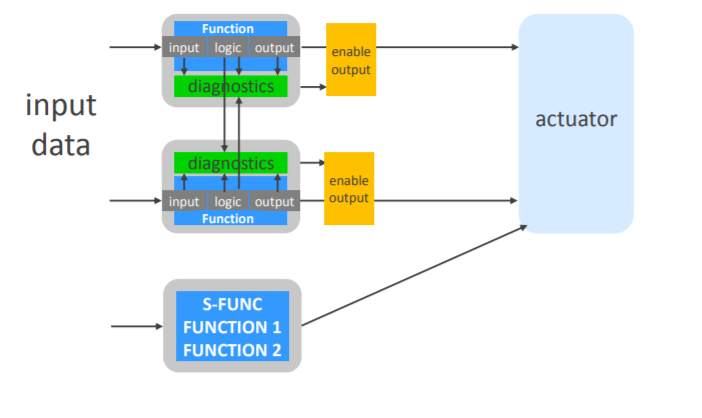 Function
input logic output
diagnostics
enable
output
input
data
actuator
diagnostics
input logic output
Function
enable
output
S-FUNC
FUNCTION 1
FUNCTION 2